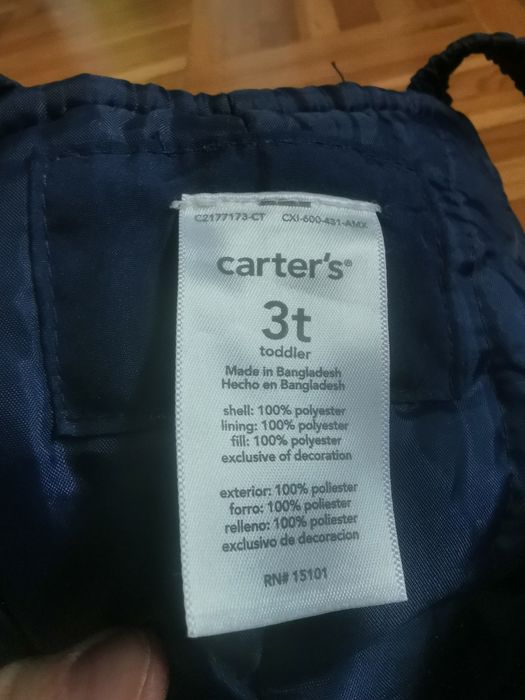 C2177173-CT CXI-600-431-AMX
carter's®
3t
toddler
Made in Bangladesh
Hecho en Bangladesh
shell: 100% polyester
lining: 100% polyester
fill: 100% polyester
exclusive of decoration
exterior: 100% poliester
forro: 100% poliester
relleno: 100% poliester
exclusivo de decoracion
RN# 15101